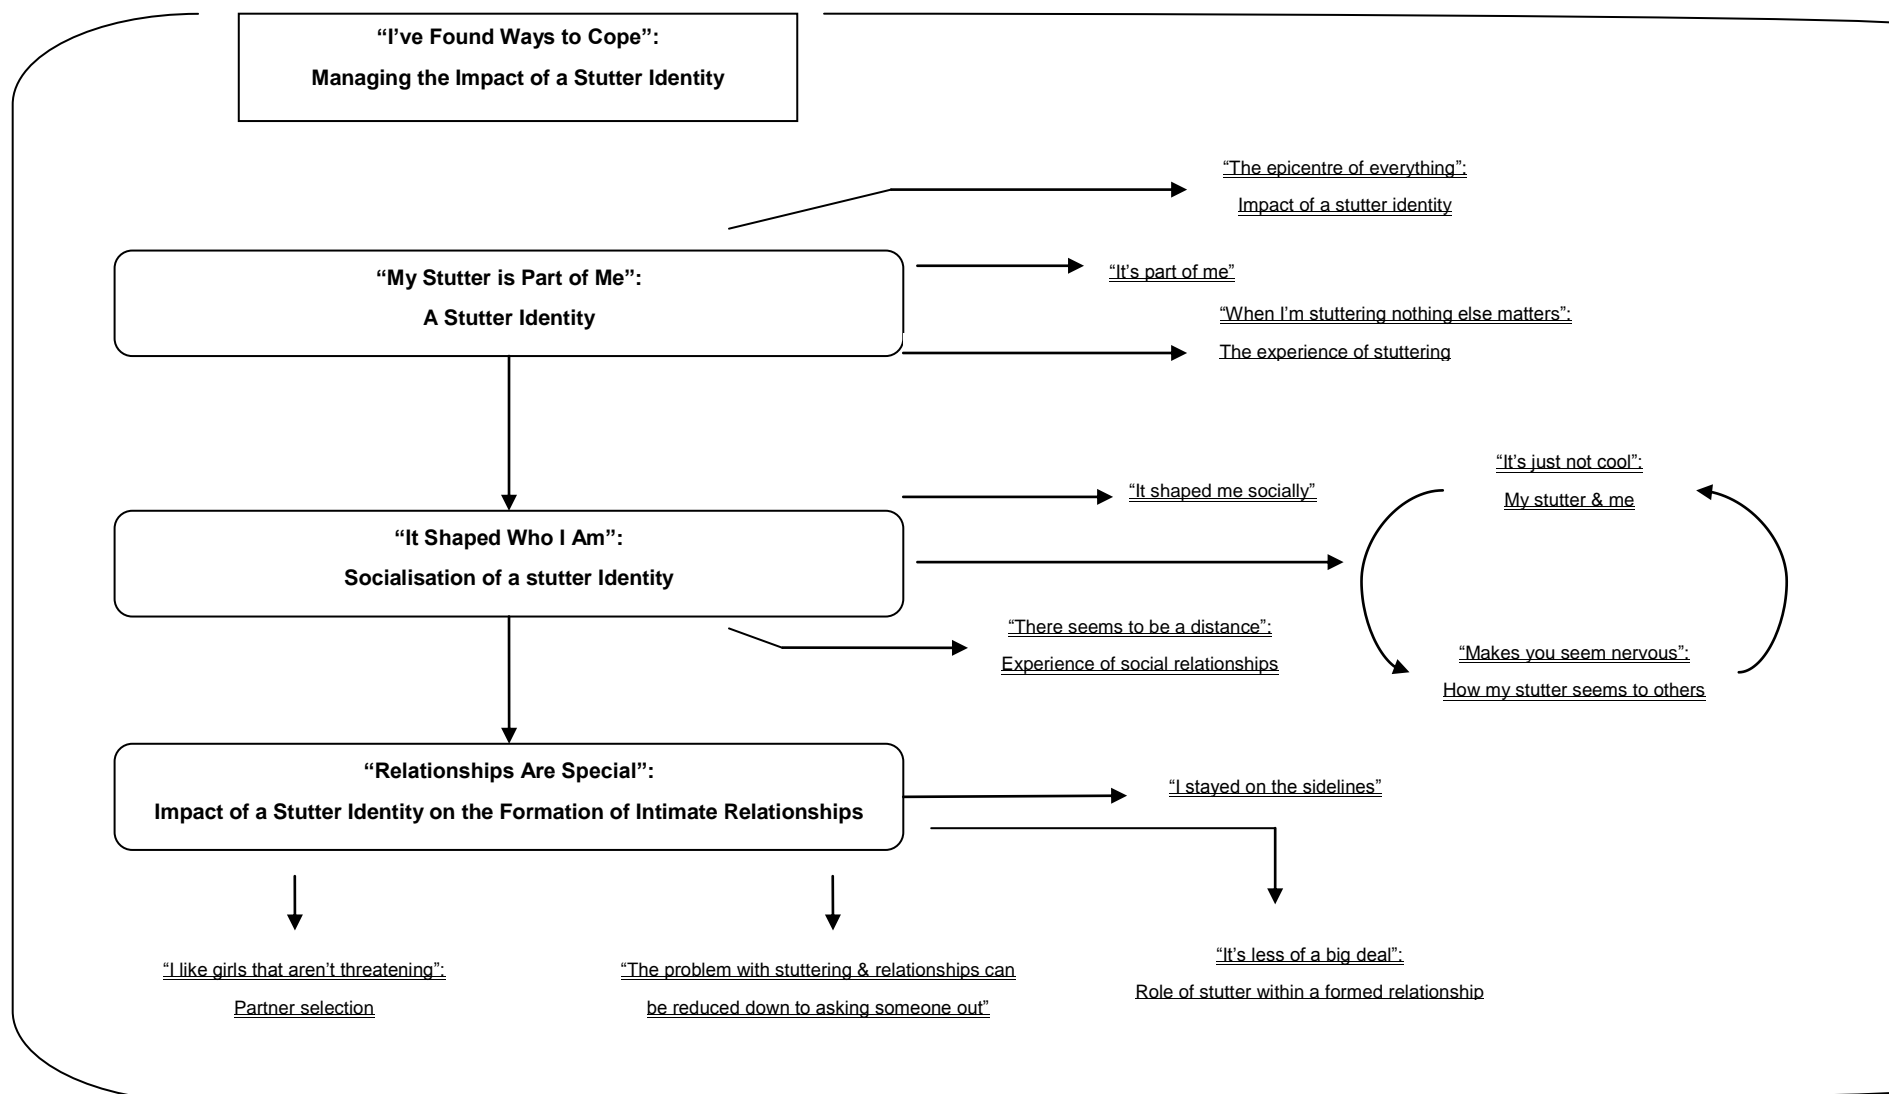 “I’ve Found Ways to Cope”:
Managing the Impact of a Stutter Identity
“The epicentre of everything”:
Impact of a stutter identity
“My Stutter is Part of Me”:
A Stutter Identity
“It’s part of me”
“When I’m stuttering nothing else matters”:
The experience of stuttering
“It Shaped Who I Am”:
Socialisation of a stutter Identity
“It shaped me socially”
“It’s just not cool”:
My stutter & me
“Makes you seem nervous”:
How my stutter seems to others
“There seems to be a distance”:
Experience of social relationships
“Relationships Are Special”:
Impact of a Stutter Identity on the Formation of Intimate Relationships
“I stayed on the sidelines”
“I like girls that aren’t threatening”:
Partner selection
“The problem with stuttering & relationships can
be reduced down to asking someone out”
“It’s less of a big deal”:
Role of stutter within a formed relationship